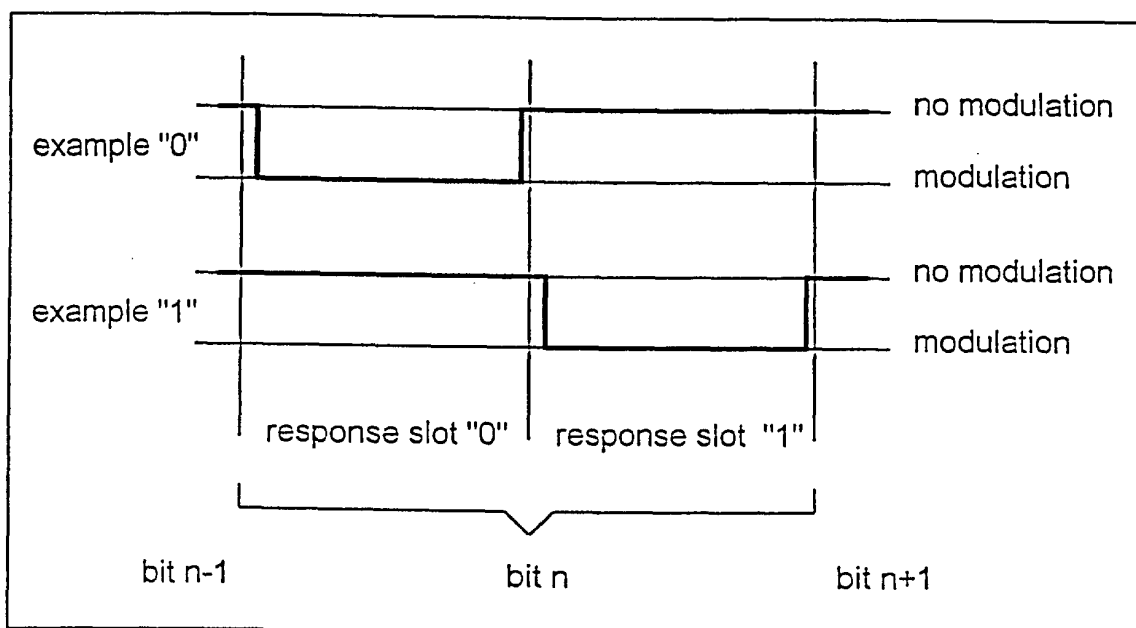 no modulation
example "0"
modulation
no modulation
example "1"
modulation
response slot "0" response slot "1"
bit n-1 bit n bit n+1